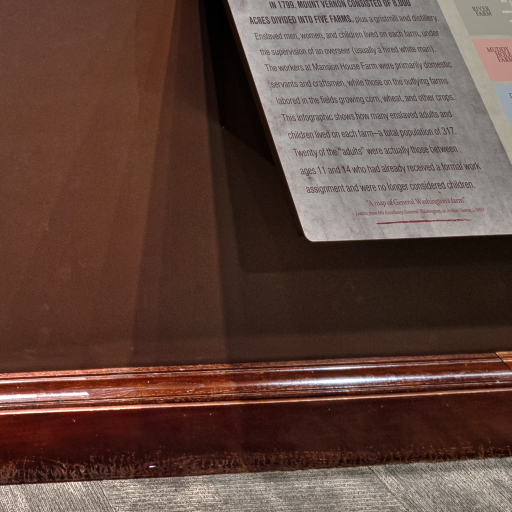 IN 1799, MOUNT VERNON CONSISTED OF 8,000
ACRES DIVIDED INTO FIVE FARMS, plus a gristmill and distillery.
Enslaved men, women, and children lived on each farm, under
the supervision of an overseer (usually a hired white man).
The workers at Mansion House Farm were primarily domestic
servants and craftsmen, while those on the outlying farms
labored in the fields growing corn, wheat, and other crops.
This infographic shows how many enslaved adults and
children lived on each farm—a total population of 317.
Twenty of the "adults" were actually those between
ages 11 and 14 who had already received a formal work
assignment and were no longer considered children.
"A map of General Washington's farm"
RIVER
FARM
MUDDY
HOLE
FARM